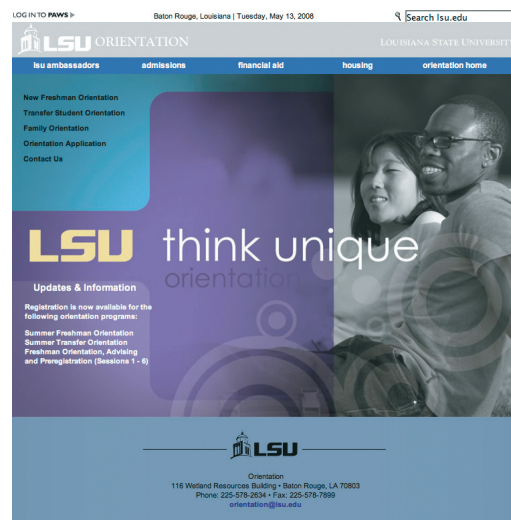 LOG IN TO PAWS
Baton Rouge, Louisiana | Tuesday, May 13, 2008
Search lsu.edu
LSU ORIENTATION
LOUISIANA STATE UNIVERSITY
lsu ambassadors
admissions
financial aid
housing
orientation home
New Freshman Orientation
Transfer Student Orientation
Family Orientation
Orientation Application
Contact Us
LSU think unique
orientation
Updates & Information
Registration is now available for the
following orientation programs:
Summer Freshman Orientation
Summer Transfer Orientation
Freshman Orientation, Advising
and Preregistration (Sessions 1 - 6)
LSU
Orientation
116 Wetland Resources Building • Baton Rouge, LA 70803
Phone: 225-578-2634 • Fax: 225-578-7899
orientation@lsu.edu